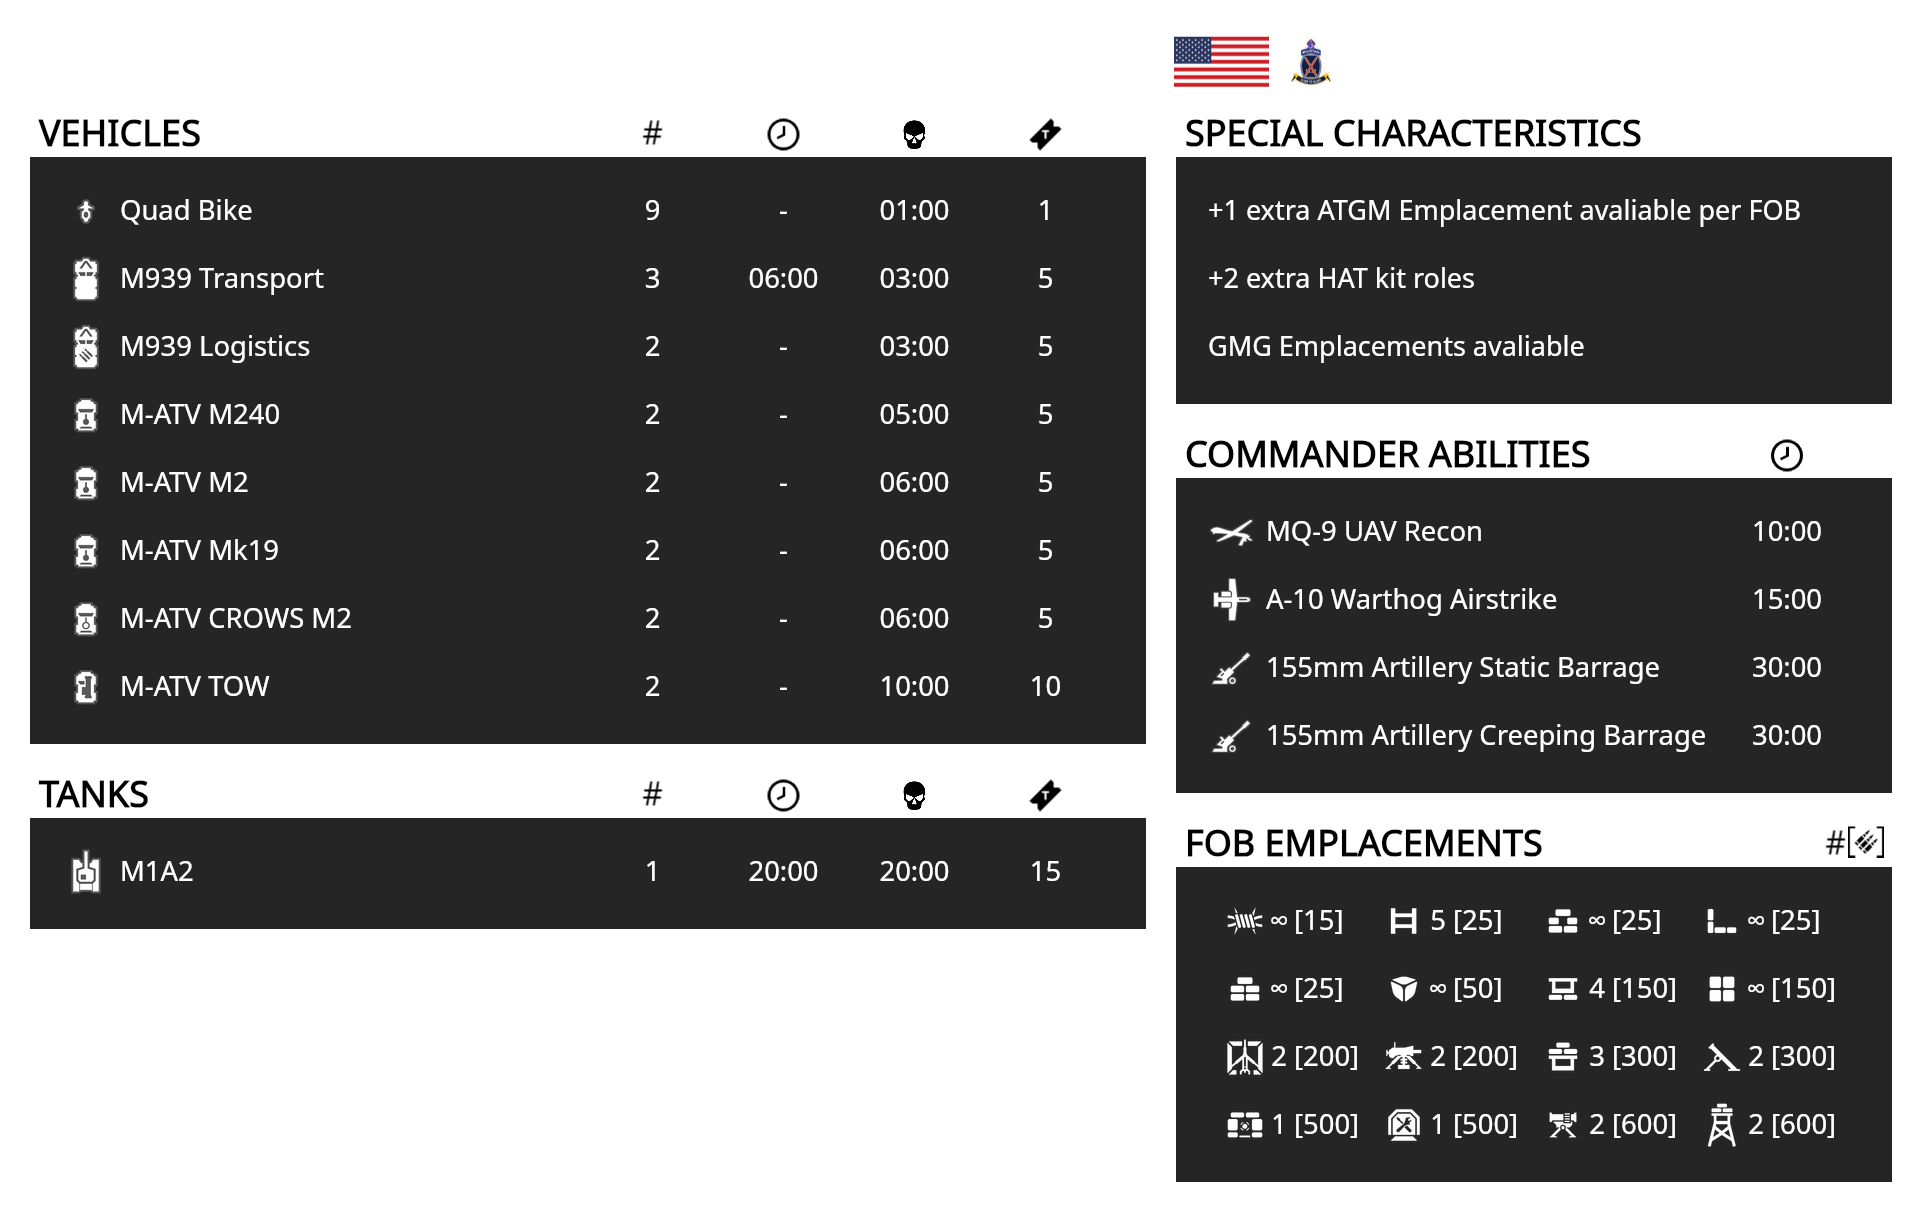 VEHICLES #
Quad Bike 9 - 01:00 1
M939 Transport 3 06:00 03:00 5
M939 Logistics 2 - 03:00 5
M-ATV M240 2 - 05:00 5
M-ATV M2 2 - 06:00 5
M-ATV Mk19 2 - 06:00 5
M-ATV CROWS M2 2 - 06:00 5
M-ATV TOW 2 - 10:00 10
TANKS #
M1A2 1 20:00 20:00 15
SPECIAL CHARACTERISTICS
+1 extra ATGM Emplacement avaliable per FOB
+2 extra HAT kit roles
GMG Emplacements avaliable
COMMANDER ABILITIES
MQ-9 UAV Recon 10:00
A-10 Warthog Airstrike 15:00
155mm Artillery Static Barrage 30:00
155mm Artillery Creeping Barrage 30:00
FOB EMPLACEMENTS #[]
∞ [15] 5 [25] ∞ [25] ∞ [25]
∞ [25] ∞ [50] 4 [150] ∞ [150]
2 [200] 2 [200] 3 [300] 2 [300]
1 [500] 1 [500] 2 [600] 2 [600]